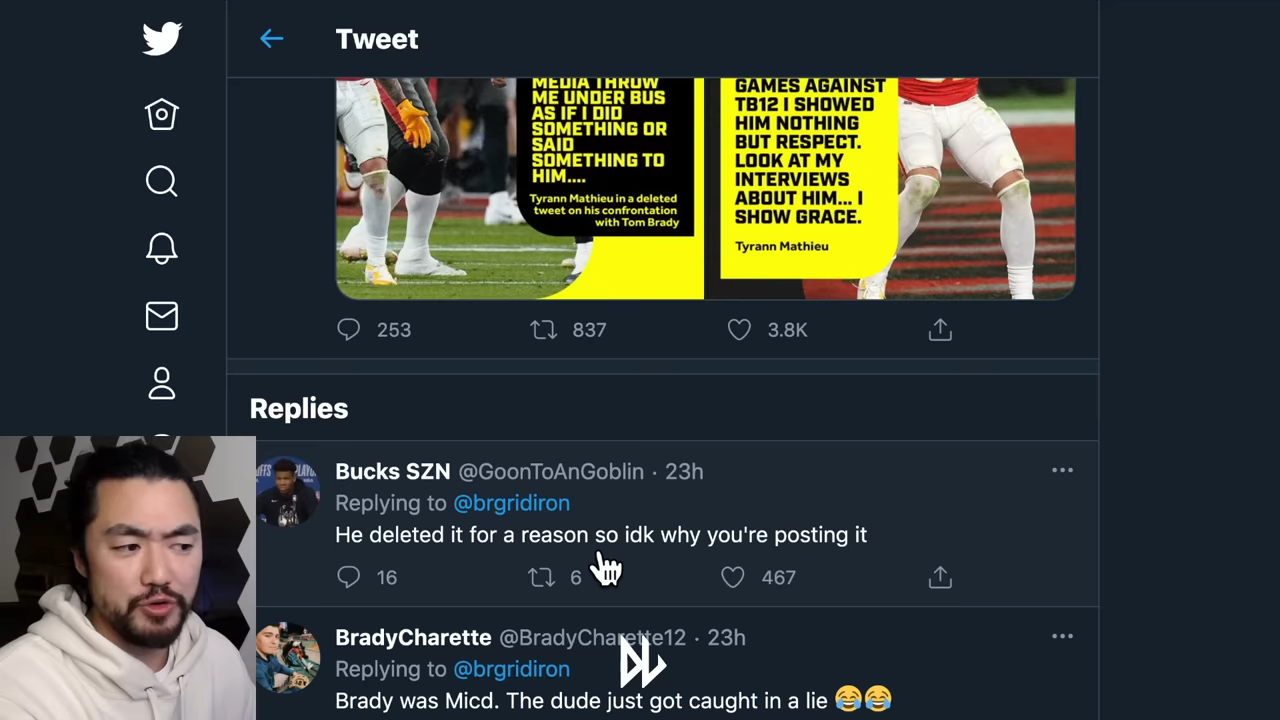 Tweet
MEDIA THROW
ME UNDER BUS
AS IF I DID
SOMETHING OR
SAID
SOMETHING TO
HIM....
Tyrann Mathieu in a deleted
tweet on his confrontation
with Tom Brady
GAMES AGAINST
TB12 I SHOWED
HIM NOTHING
BUT RESPECT.
LOOK AT MY
INTERVIEWS
ABOUT HIM... I
SHOW GRACE.
Tyrann Mathieu
253 837 3.8K
Replies
Bucks SZN @GoonToAnGoblin · 23h
Replying to @brgridiron
He deleted it for a reason so idk why you're posting it
16 6 467
BradyCharette @BradyCharette12 · 23h
Replying to @brgridiron
Brady was Micd. The dude just got caught in a lie 😂😂